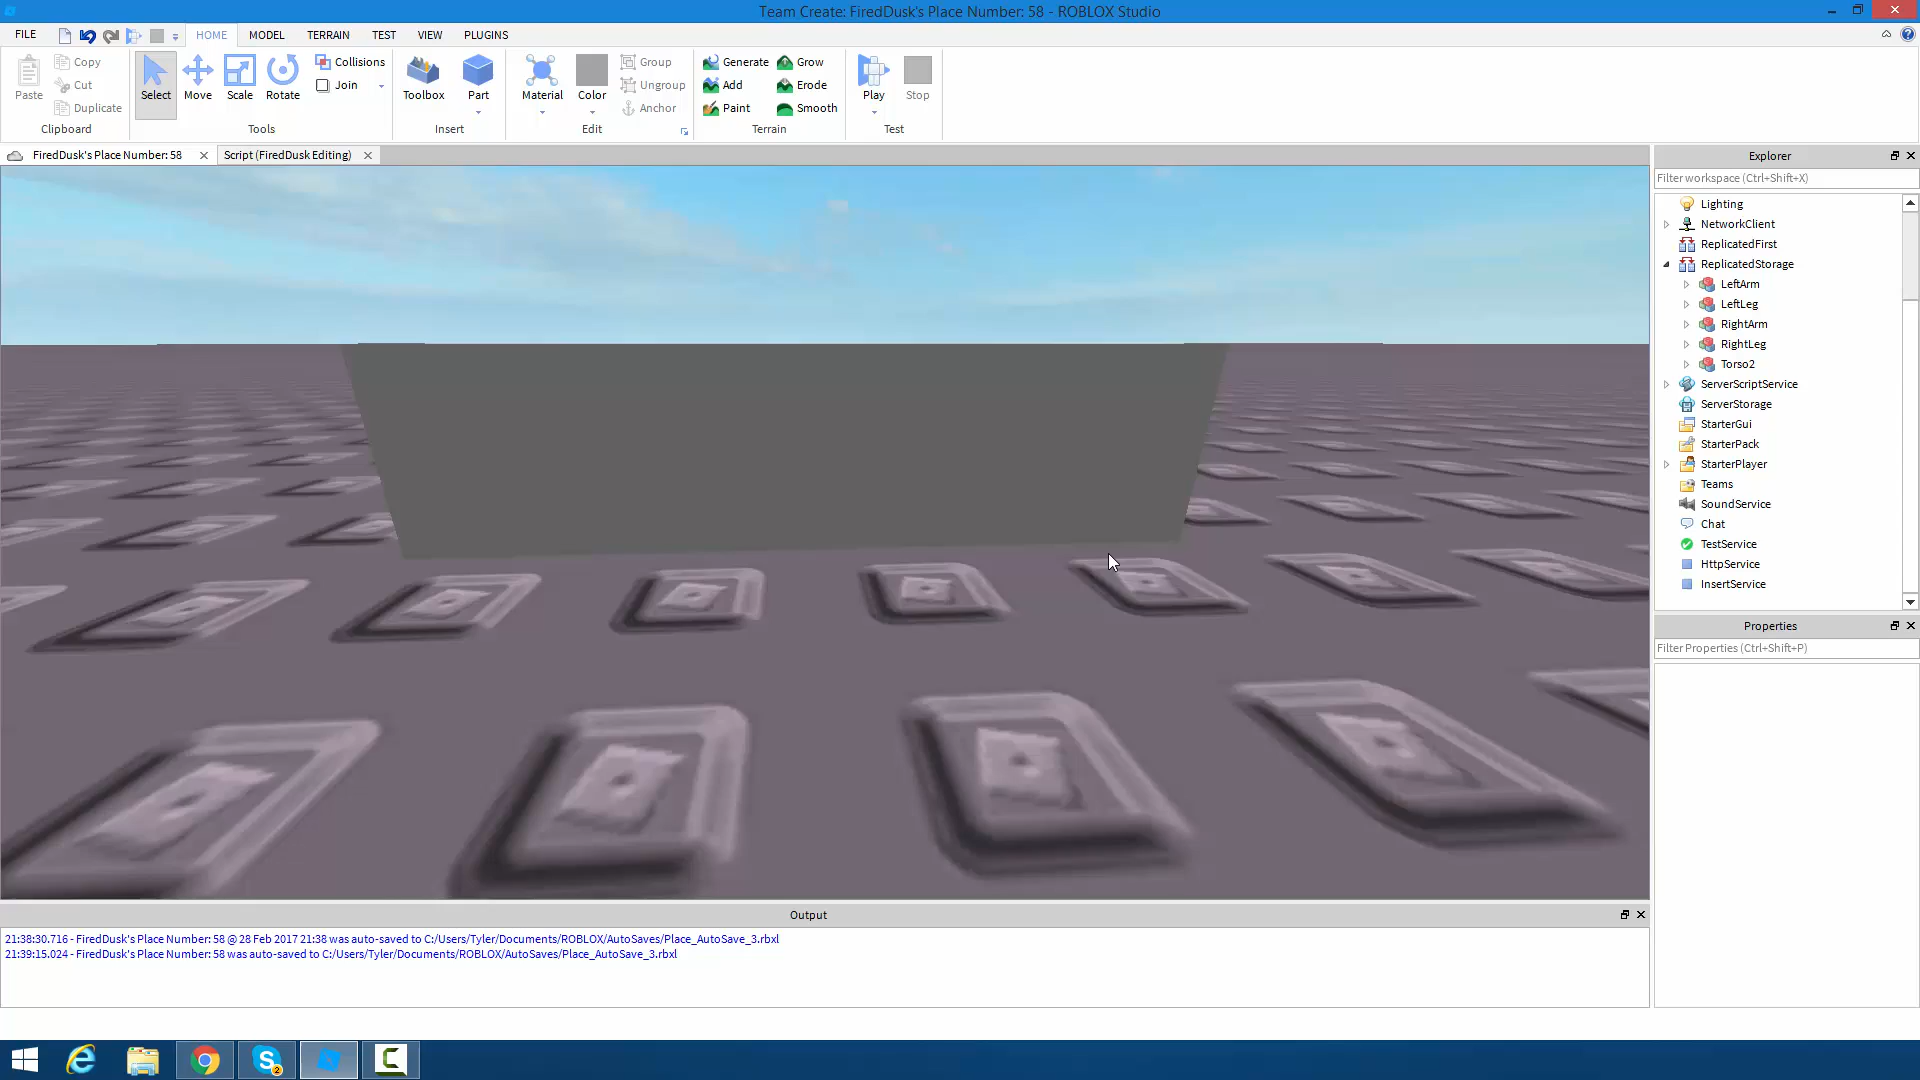 Team Create: FiredDusk's Place Number: 58 - ROBLOX Studio
FILE HOME MODEL TERRAIN TEST VIEW PLUGINS
Paste
Copy
Cut
Duplicate
Clipboard
Select
Move
Scale
Rotate
Collisions
Join
Tools
Toolbox
Part
Insert
Material
Color
Group
Ungroup
Anchor
Edit
Generate
Add
Paint
Grow
Erode
Smooth
Terrain
Play
Stop
Test
FiredDusk's Place Number: 58
Script (FiredDusk Editing)
Explorer
Filter workspace (Ctrl+Shift+X)
Lighting
NetworkClient
ReplicatedFirst
ReplicatedStorage
LeftArm
LeftLeg
RightArm
RightLeg
Torso2
ServerScriptService
ServerStorage
StarterGui
StarterPack
StarterPlayer
Teams
SoundService
Chat
TestService
HttpService
InsertService
Properties
Filter Properties (Ctrl+Shift+P)
Output
21:38:30.716 - FiredDusk's Place Number: 58 @ 28 Feb 2017 21:38 was auto-saved to C:/Users/Tyler/Documents/ROBLOX/AutoSaves/Place_AutoSave_3.rbxl
21:39:15.024 - FiredDusk's Place Number: 58 was auto-saved to C:/Users/Tyler/Documents/ROBLOX/AutoSaves/Place_AutoSave_3.rbxl
2